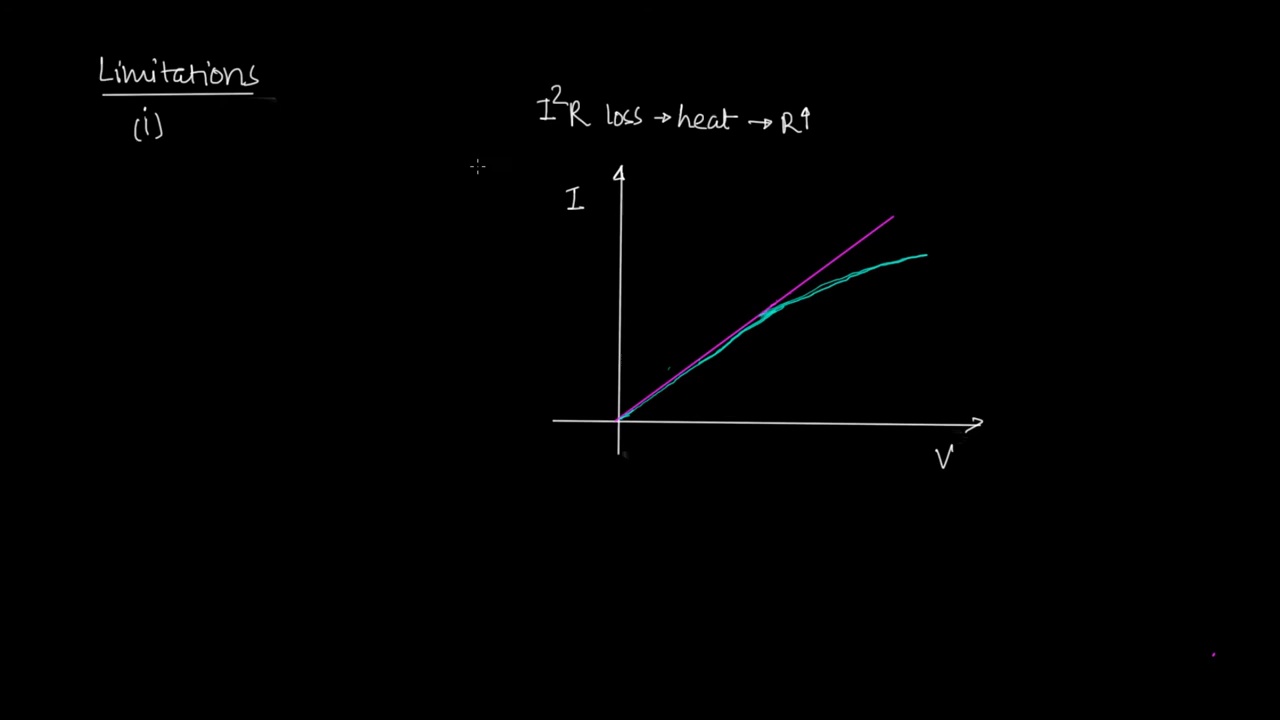 Limitations
(i)
I²R loss → heat → R↑
I
V